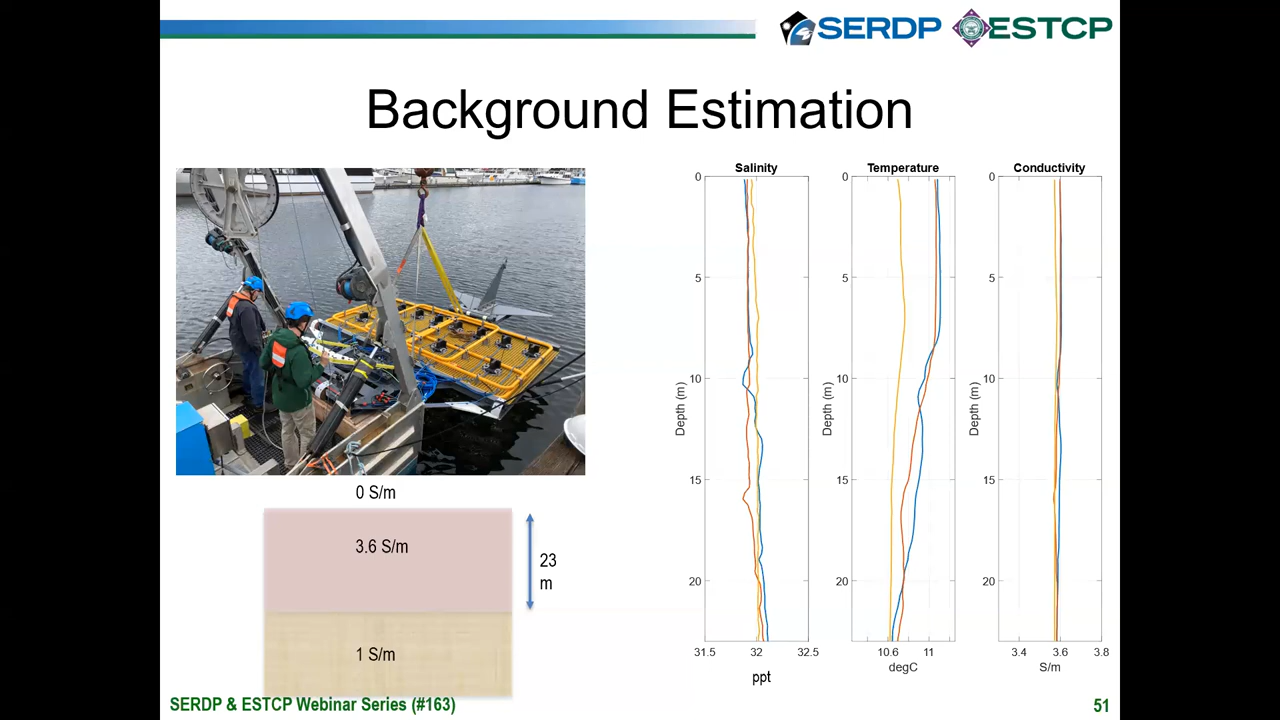 SERDP ESTCP
Background Estimation
Salinity
Temperature
Conductivity
0
5
10
15
20
Depth (m)
31.5 32 32.5
ppt
0
5
10
15
20
Depth (m)
10.6 11
degC
0
5
10
15
20
Depth (m)
3.4 3.6 3.8
S/m
0 S/m
3.6 S/m
23
m
1 S/m
SERDP & ESTCP Webinar Series (#163)
51